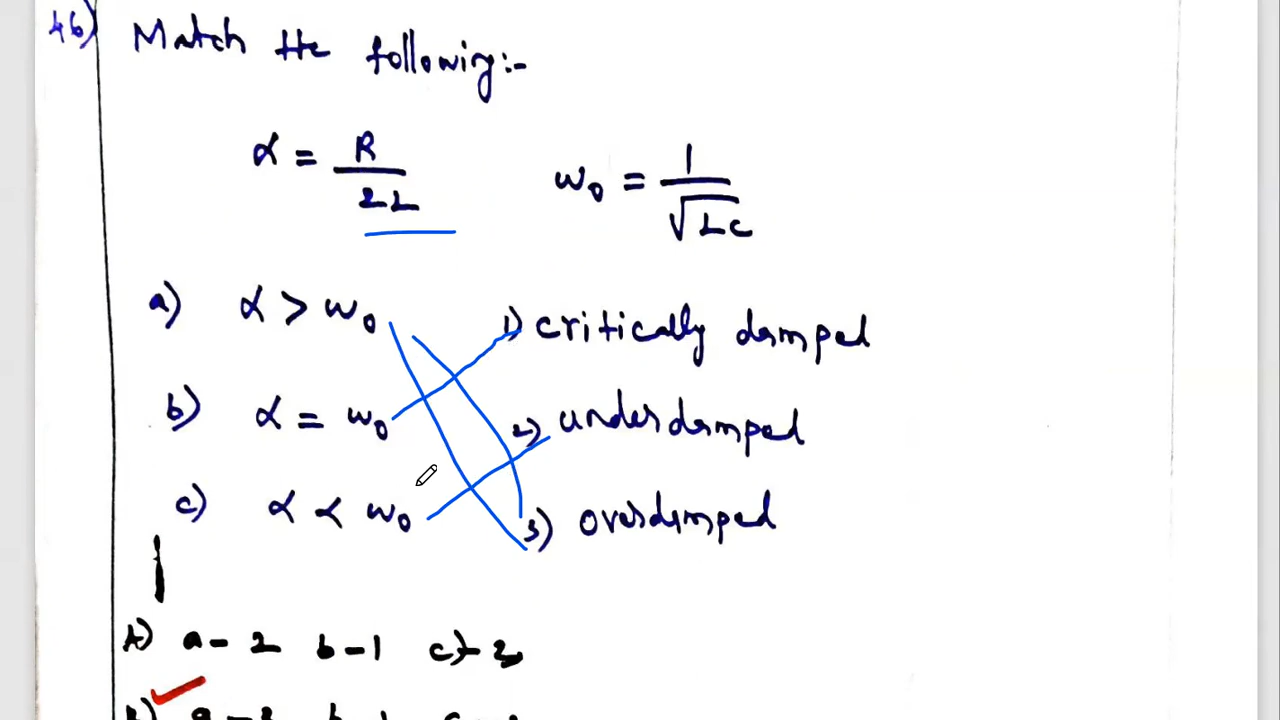 46) Match the following:-
α = R / 2L    ω0 = 1 / √LC
a) α > ω0    1) critically damped
b) α = ω0    2) underdamped
c) α < ω0    3) overdamped
A) a - 2  b - 1  c) - 3